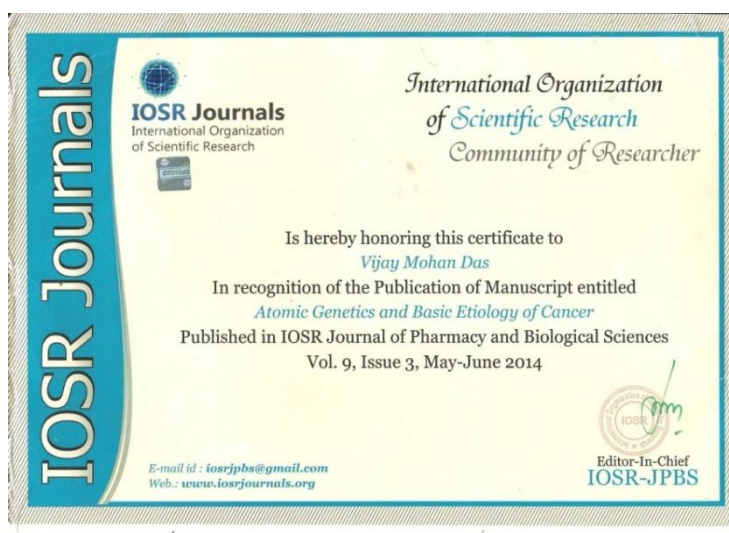 IOSR Journals
IOSR Journals
International Organization
of Scientific Research
International Organization
of Scientific Research
Community of Researcher
Is hereby honoring this certificate to
Vijay Mohan Das
In recognition of the Publication of Manuscript entitled
Atomic Genetics and Basic Etiology of Cancer
Published in IOSR Journal of Pharmacy and Biological Sciences
Vol. 9, Issue 3, May-June 2014
IOSR
Editor-In-Chief
IOSR-JPBS
E-mail id : iosrjpbs@gmail.com
Web.: www.iosrjournals.org